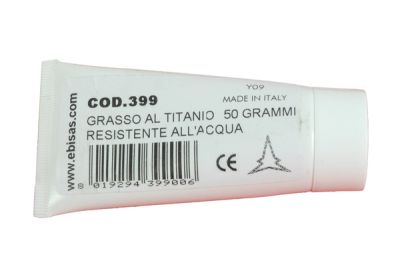 Y09
COD.399
MADE IN ITALY
GRASSO AL TITANIO 50 GRAMMI
RESISTENTE ALL'ACQUA
www.ebisas.com
CE
8 019294 399006